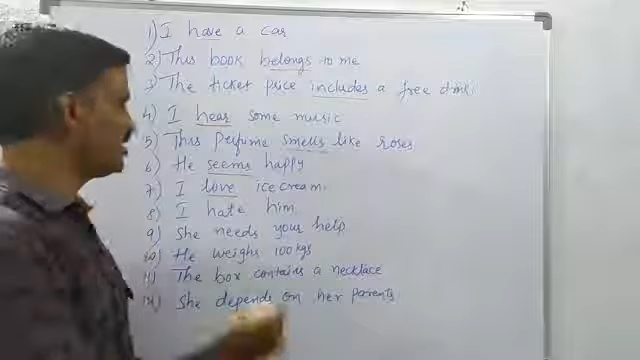 1) I have a car
2) This book belongs to me
3) The ticket price includes a free drink.
4) I hear some music
5) This perfume smells like roses
6) He seems happy
7) I love ice cream.
8) I hate him.
9) She needs your help.
10) He weighs 100kgs
11) The box contains a necklace
12) She depends on her parents